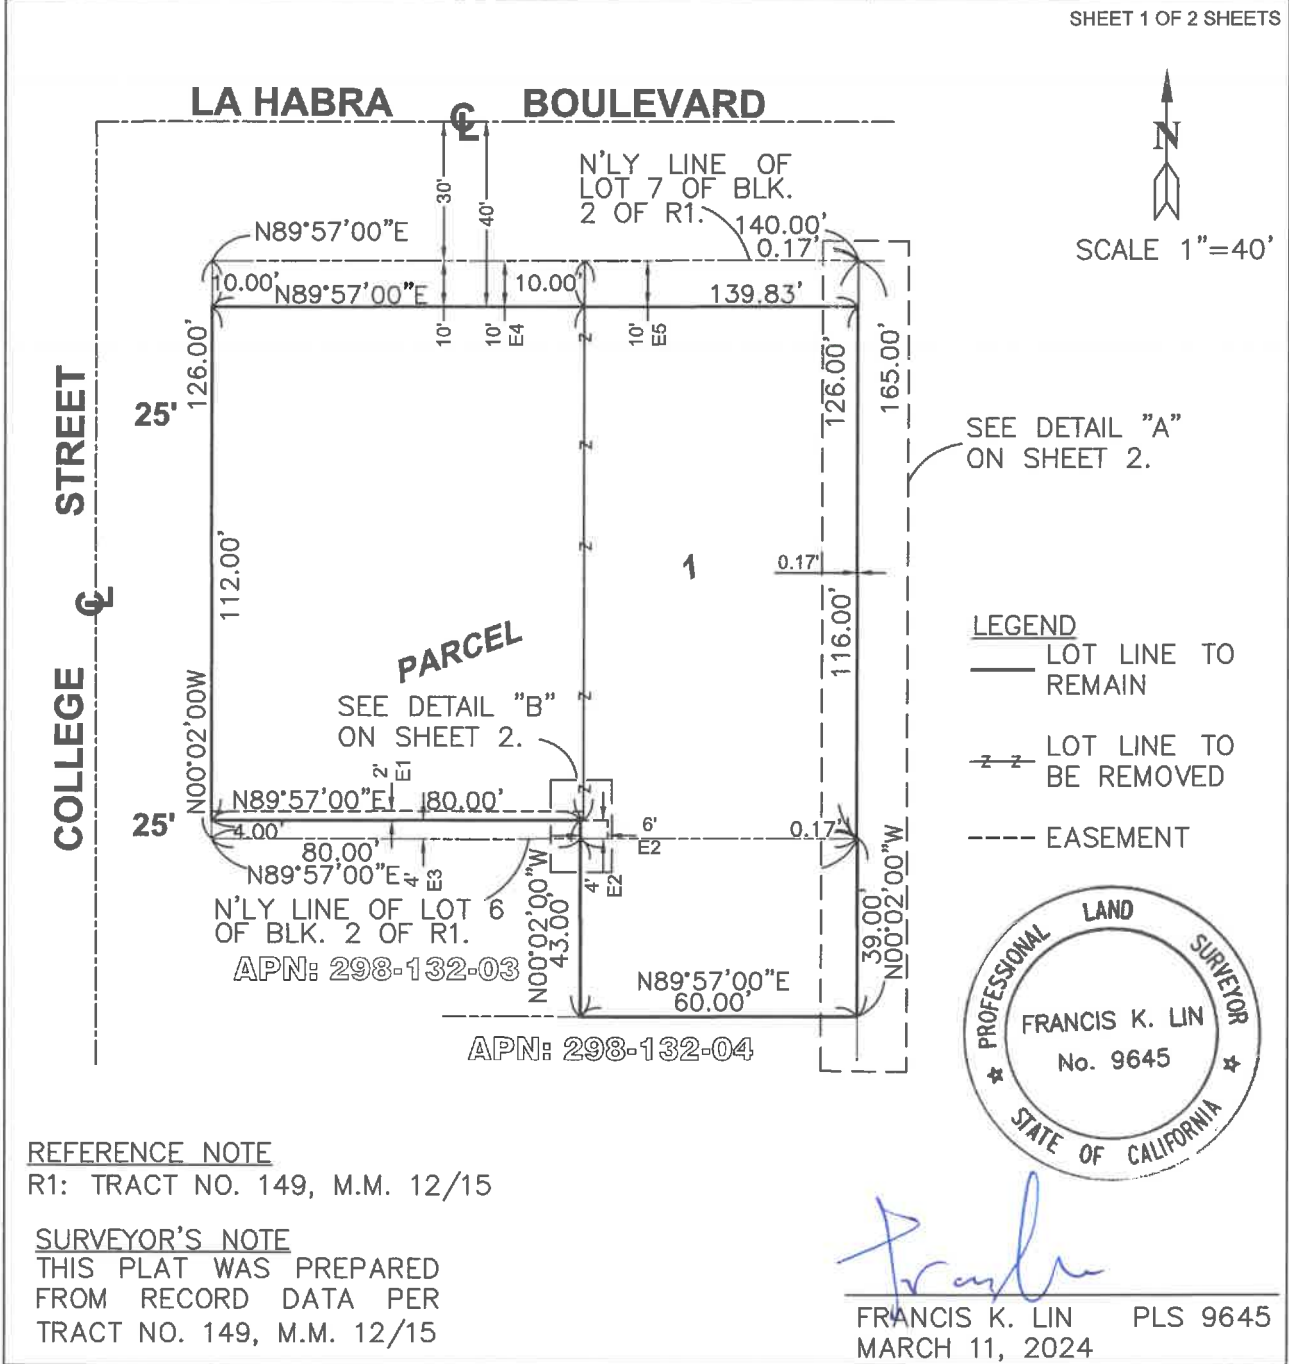 SHEET 1 OF 2 SHEETS
LA HABRA ℄ BOULEVARD
N
SCALE 1"=40'
N'LY LINE OF
LOT 7 OF BLK.
2 OF R1.
30'
40'
140.00'
0.17'
N89°57'00"E
10.00'
N89°57'00"E
10.00'
139.83'
10'
10'
E4
10'
E5
126.00'
126.00'
165.00'
25'
COLLEGE ℄ STREET
SEE DETAIL "A"
ON SHEET 2.
112.00'
1
0.17'
116.00'
PARCEL
SEE DETAIL "B"
ON SHEET 2.
N00°02'00W
2'
E1
N89°57'00"E
80.00'
25'
4.00'
80.00'
N89°57'00"E
4'
E3
6'
E2
4'
E2
0.17'
N'LY LINE OF LOT 6
OF BLK. 2 OF R1.
APN: 298-132-03
N00°02'00"W
43.00'
39.00'
N00°02'00"W
N89°57'00"E
60.00'
APN: 298-132-04
LEGEND
LOT LINE TO
REMAIN
z z
LOT LINE TO
BE REMOVED
EASEMENT
PROFESSIONAL LAND SURVEYOR
FRANCIS K. LIN
No. 9645
STATE OF CALIFORNIA
REFERENCE NOTE
R1: TRACT NO. 149, M.M. 12/15
SURVEYOR'S NOTE
THIS PLAT WAS PREPARED
FROM RECORD DATA PER
TRACT NO. 149, M.M. 12/15
FRANCIS K. LIN PLS 9645
MARCH 11, 2024